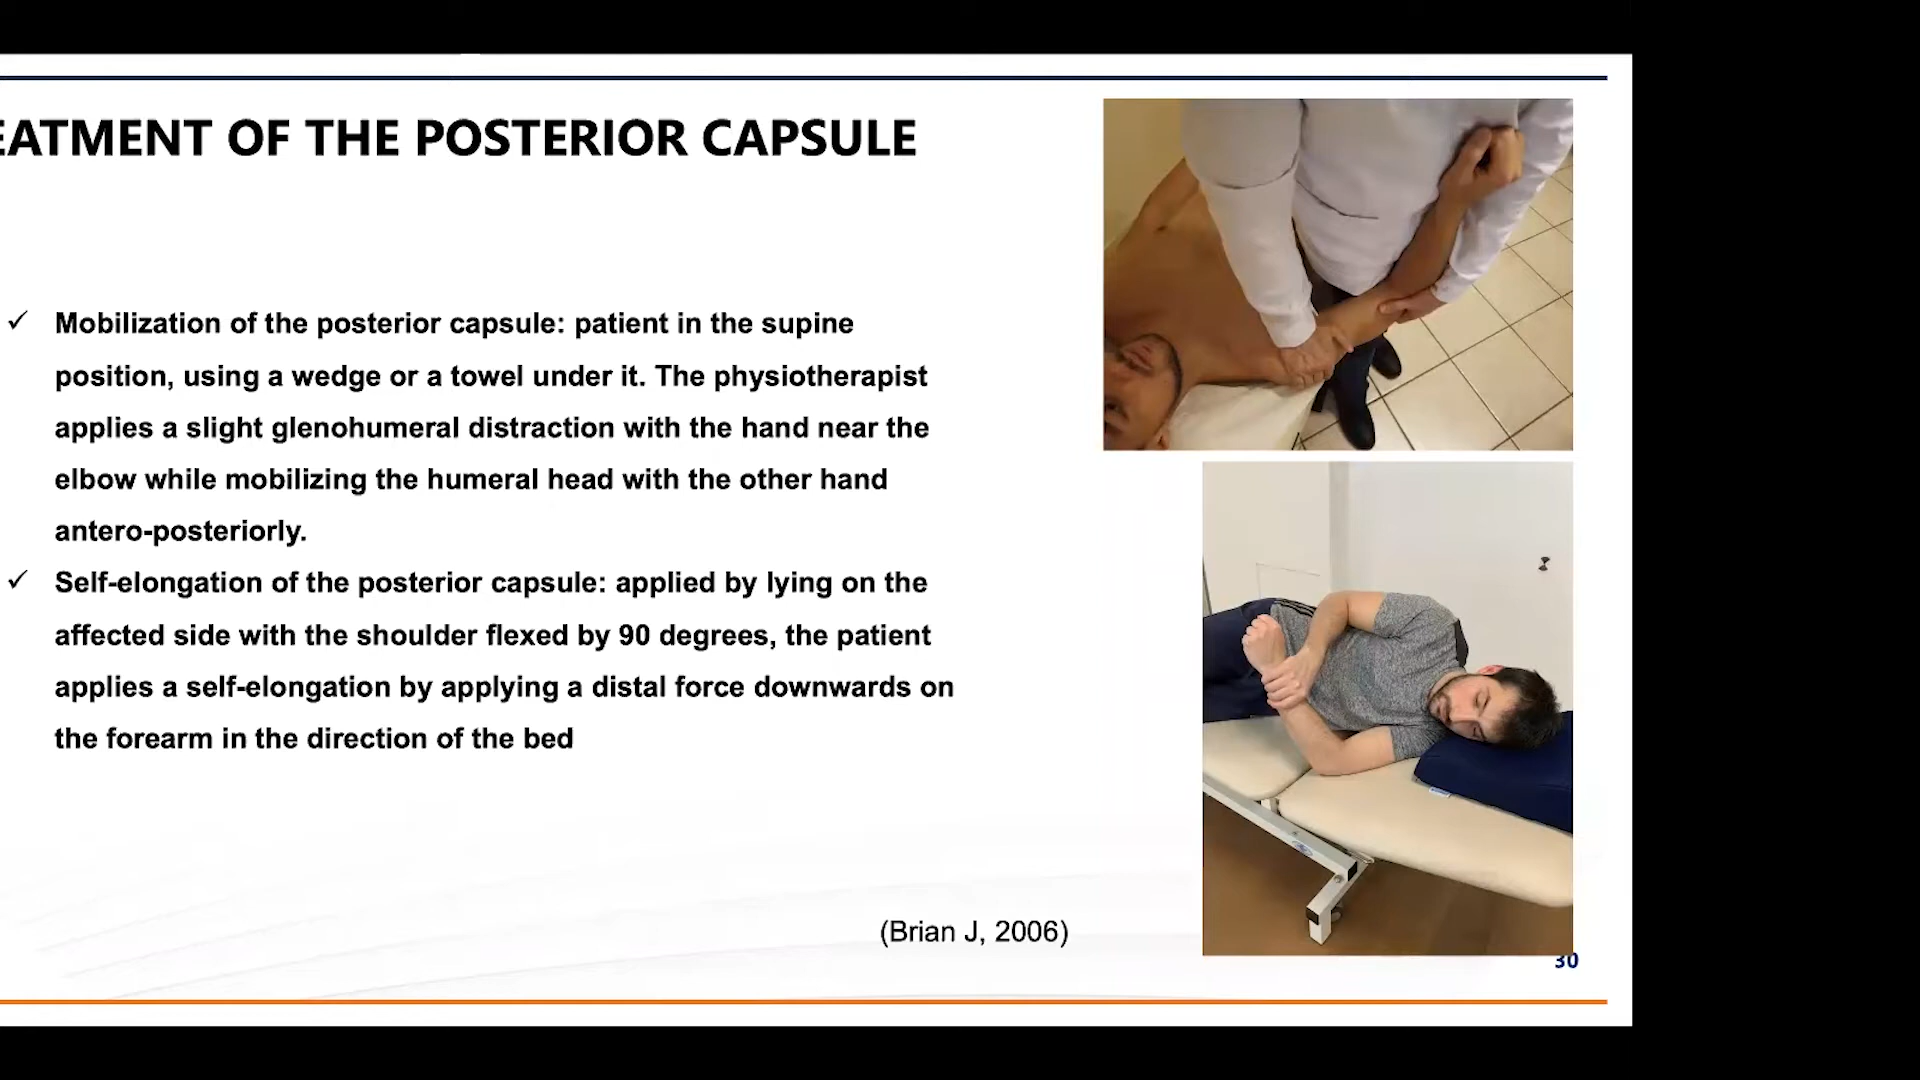 EATMENT OF THE POSTERIOR CAPSULE
✓ Mobilization of the posterior capsule: patient in the supine
position, using a wedge or a towel under it. The physiotherapist
applies a slight glenohumeral distraction with the hand near the
elbow while mobilizing the humeral head with the other hand
antero-posteriorly.
✓ Self-elongation of the posterior capsule: applied by lying on the
affected side with the shoulder flexed by 90 degrees, the patient
applies a self-elongation by applying a distal force downwards on
the forearm in the direction of the bed
(Brian J, 2006)
30